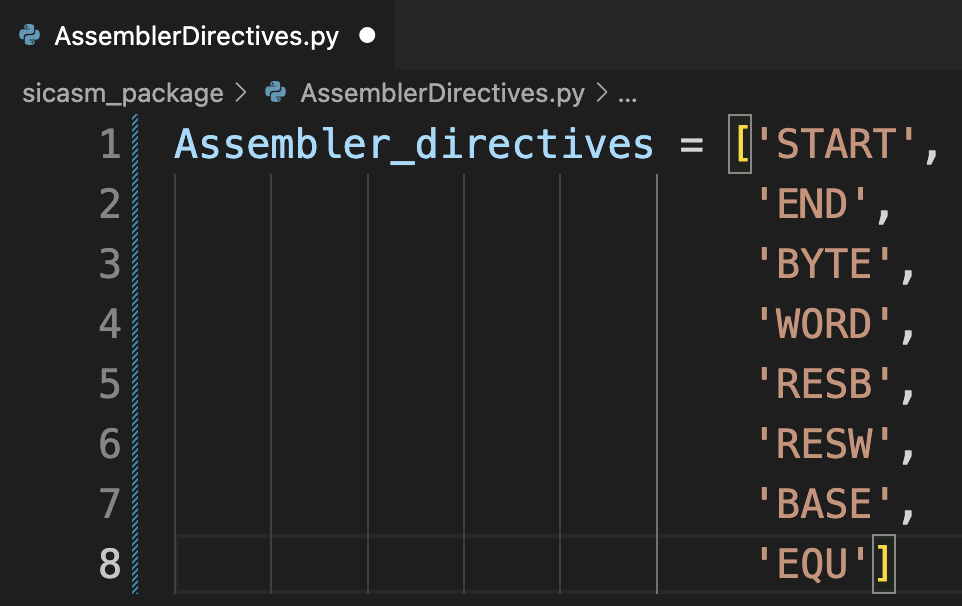 AssemblerDirectives.py
sicasm_package > AssemblerDirectives.py > ...
1 Assembler_directives = ['START',
2 'END',
3 'BYTE',
4 'WORD',
5 'RESB',
6 'RESW',
7 'BASE',
8 'EQU']